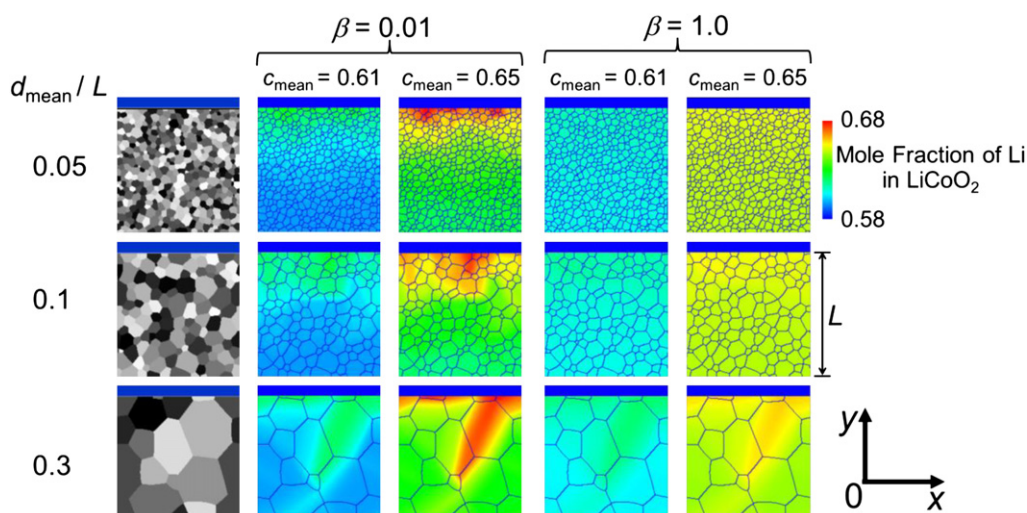 β = 0.01
β = 1.0
d_mean / L
c_mean = 0.61
c_mean = 0.65
c_mean = 0.61
c_mean = 0.65
0.05
0.68
Mole Fraction of Li
in LiCoO₂
0.58
0.1
L
0.3
y
0
x